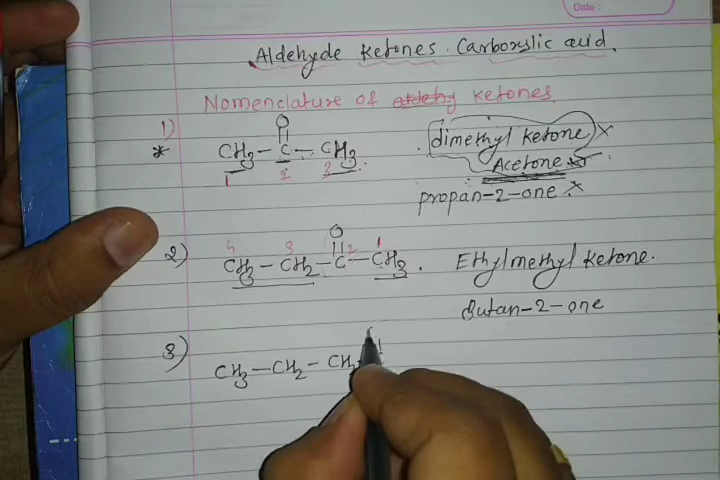 Date:
Aldehyde Ketones. Carboxylic acid.
Nomenclature of aldehy ketones.
1)
*
O
CH3 – C – CH3
1 2 3
dimethyl ketone x
Acetone
propan-2-one x
2)
O
4 3 2 1
CH3 – CH2 – C – CH3.
Ethylmethyl ketone.
Butan-2-one
3)
CH3 – CH2 – CH2